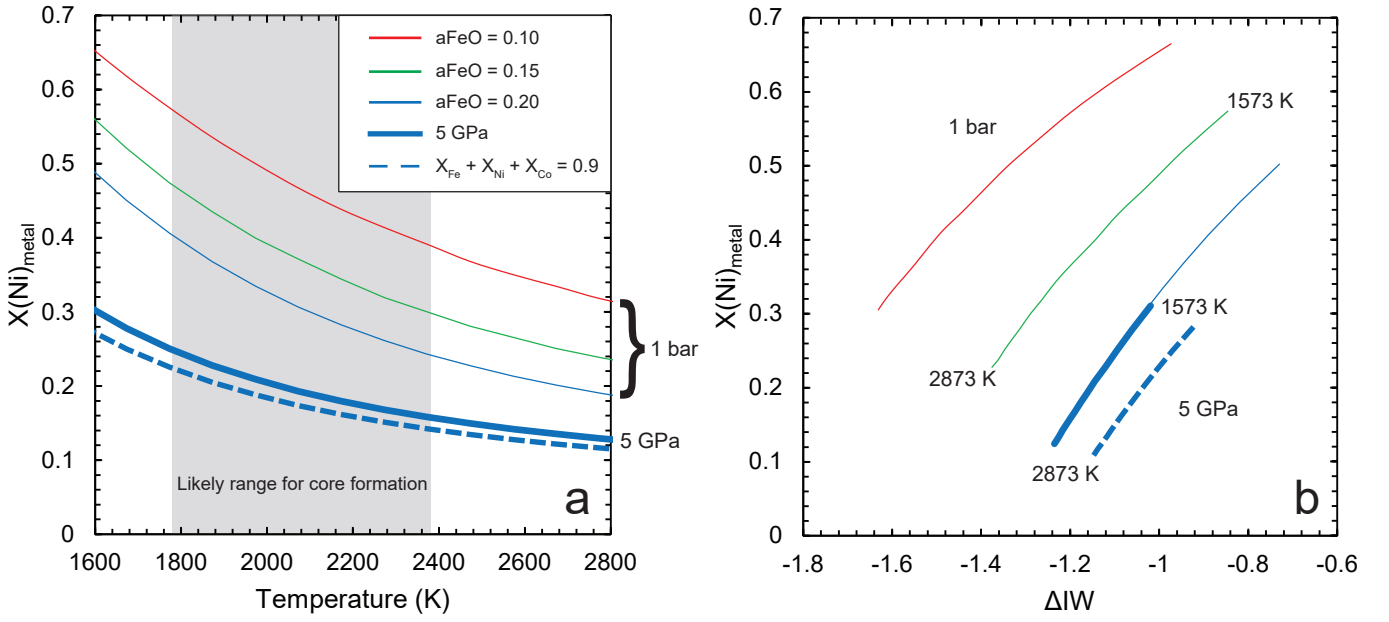 0.7
0.6
0.5
0.4
0.3
0.2
0.1
0
X(Ni)metal
1600 1800 2000 2200 2400 2600 2800
Temperature (K)
aFeO = 0.10
aFeO = 0.15
aFeO = 0.20
5 GPa
XFe + XNi + XCo = 0.9
1 bar
5 GPa
Likely range for core formation
a
b
0.7
0.6
0.5
0.4
0.3
0.2
0.1
0
X(Ni)metal
-1.8 -1.6 -1.4 -1.2 -1 -0.8 -0.6
ΔIW
1 bar
1573 K
2873 K
1573 K
5 GPa
2873 K